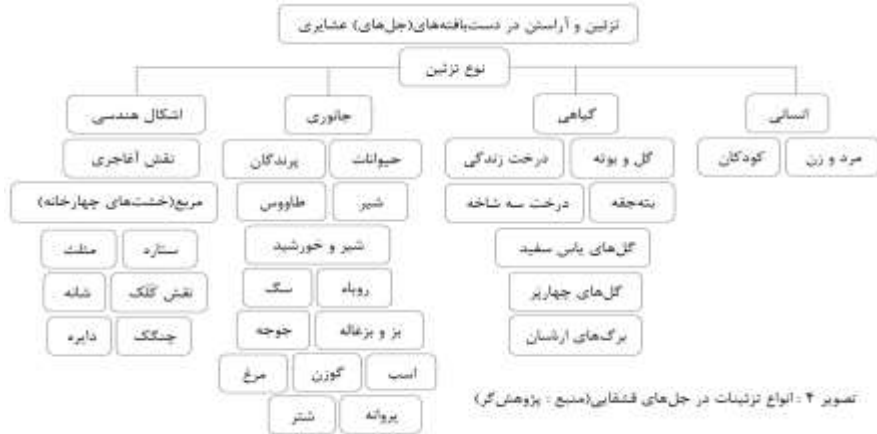 تزئین و آراستن در دست‌بافته‌های(جل‌های) عشایری
نوع تزئین
انسانی
گیاهی
جانوری
اشکال هندسی
مرد و زن
کودکان
گل و بوته
درخت زندگی
بته‌جقه
درخت سه شاخه
گل‌های یاس سفید
گل‌های چهارپر
برگ‌های ارسان
حیوانات
پرندگان
شیر
طاووس
شیر و خورشید
روباه
سگ
بز و بزغاله
جوجه
اسب
گوزن
مرغ
پروانه
شتر
نقش آغاجری
مربع(خشت‌های چهارخانه)
ستاره
مثلث
نقش کَلَک
شانه
چنگک
دایره
تصویر ۴ : انواع تزئینات در جل‌های قشقایی(منبع : پژوهش‌گر)